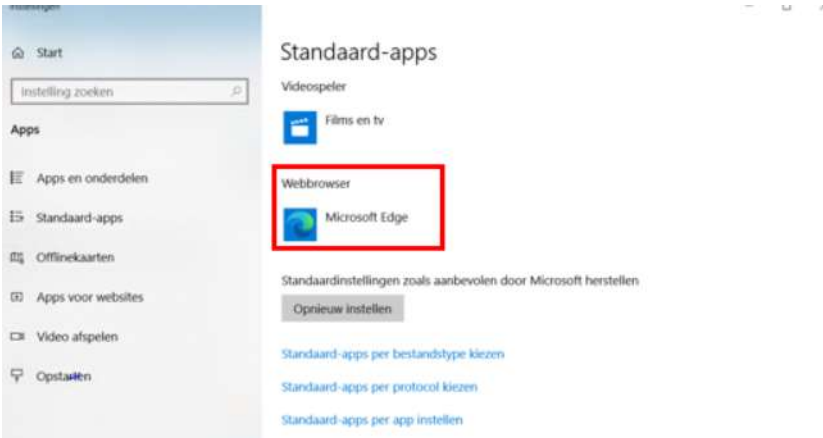 Instellingen
Start
Instelling zoeken
Apps
Apps en onderdelen
Standaard-apps
Offlinekaarten
Apps voor websites
Video afspelen
Opstarten
Standaard-apps
Videospeler
Films en tv
Webbrowser
Microsoft Edge
Standaardinstellingen zoals aanbevolen door Microsoft herstellen
Opnieuw instellen
Standaard-apps per bestandstype kiezen
Standaard-apps per protocol kiezen
Standaard-apps per app instellen